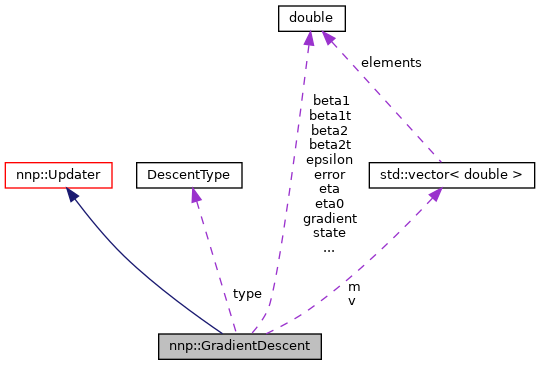 double
elements
beta1
beta1t
beta2
beta2t
epsilon
error
eta
eta0
gradient
state
...
nnp::Updater
DescentType
std::vector< double >
type
m
v
nnp::GradientDescent